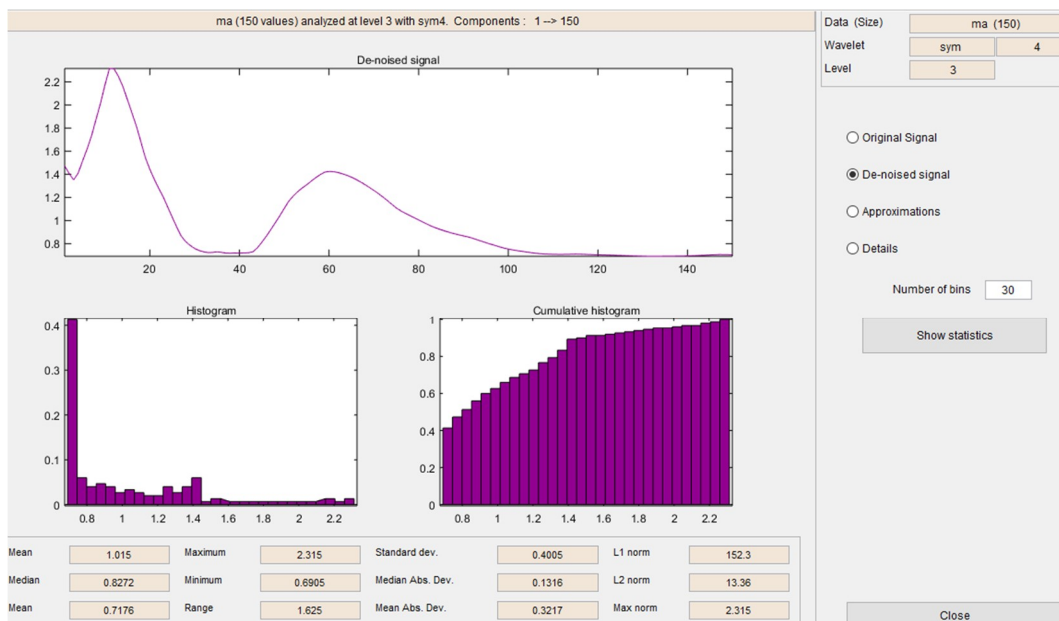 ma (150 values) analyzed at level 3 with sym4. Components : 1 --> 150
Data (Size) ma (150)
Wavelet sym 4
Level 3
De-noised signal
2.2
2
1.8
1.6
1.4
1.2
1
0.8
20 40 60 80 100 120 140
Original Signal
De-noised signal
Approximations
Details
Number of bins 30
Show statistics
Histogram
0.4
0.3
0.2
0.1
0
0.8 1 1.2 1.4 1.6 1.8 2 2.2
Cumulative histogram
1
0.8
0.6
0.4
0.2
0
0.8 1 1.2 1.4 1.6 1.8 2 2.2
Mean 1.015 Maximum 2.315 Standard dev. 0.4005 L1 norm 152.3
Median 0.8272 Minimum 0.6905 Median Abs. Dev. 0.1316 L2 norm 13.36
Mean 0.7176 Range 1.625 Mean Abs. Dev. 0.3217 Max norm 2.315
Close